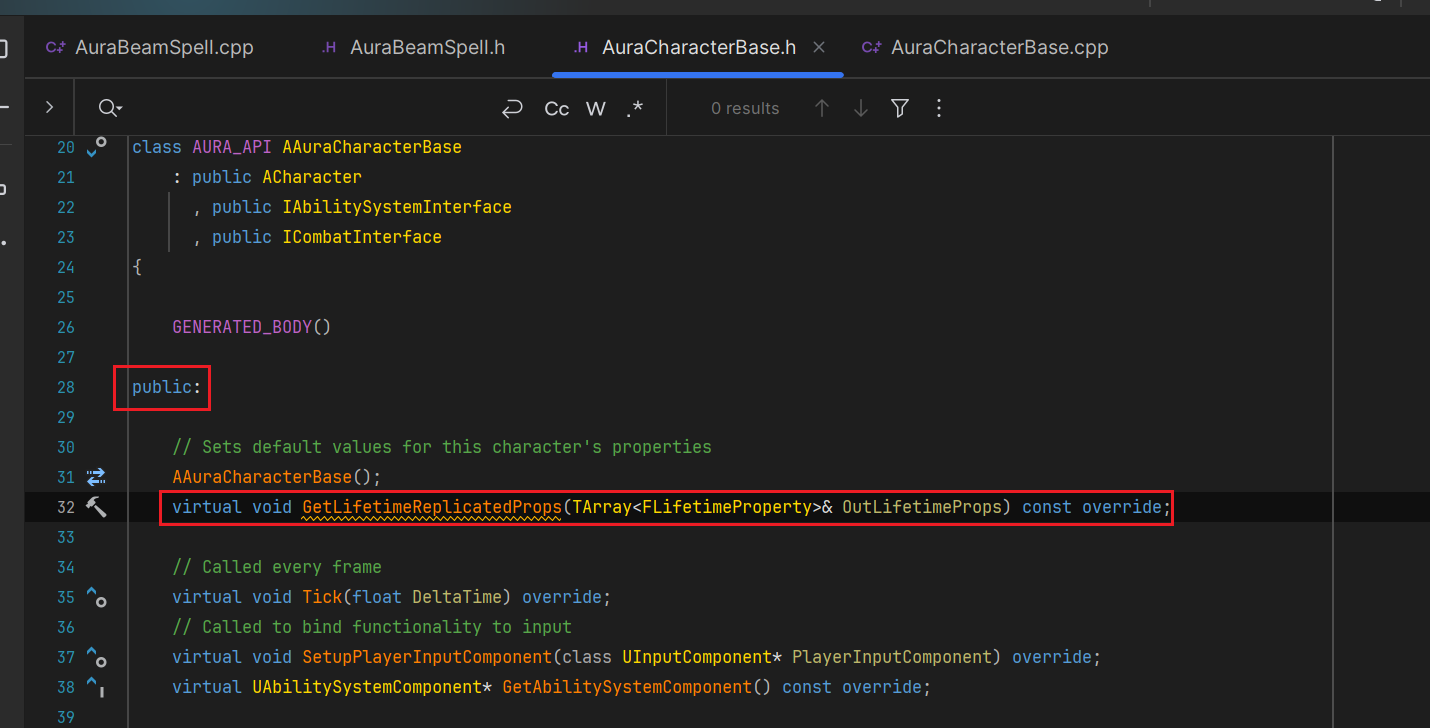 AuraBeamSpell.cpp
AuraBeamSpell.h
AuraCharacterBase.h
AuraCharacterBase.cpp
Cc W .* 0 results
20 class AURA_API AAuraCharacterBase
21 : public ACharacter
22 , public IAbilitySystemInterface
23 , public ICombatInterface
24 {
25
26 GENERATED_BODY()
27
28 public:
29
30 // Sets default values for this character's properties
31 AAuraCharacterBase();
32 virtual void GetLifetimeReplicatedProps(TArray<FLifetimeProperty>& OutLifetimeProps) const override;
33
34 // Called every frame
35 virtual void Tick(float DeltaTime) override;
36 // Called to bind functionality to input
37 virtual void SetupPlayerInputComponent(class UInputComponent* PlayerInputComponent) override;
38 virtual UAbilitySystemComponent* GetAbilitySystemComponent() const override;
39